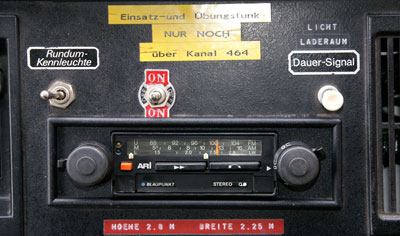 Einsatz-und Übungsfunk
NUR NOCH
über Kanal 464
LICHT
LADERAUM
Rundum-
Kennleuchte
Dauer-Signal
ON
ON
ARI
BLAUPUNKT
STEREO
HOEHE 2.8 M BREITE 2.25 M